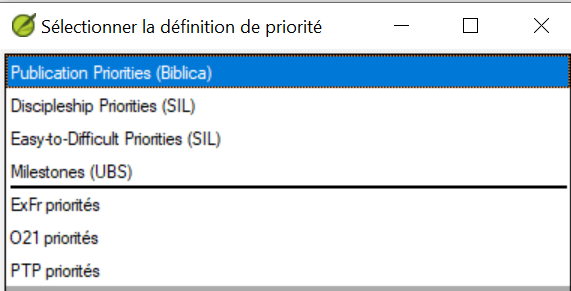 Sélectionner la définition de priorité
Publication Priorities (Biblica)
Discipleship Priorities (SIL)
Easy-to-Difficult Priorities (SIL)
Milestones (UBS)
ExFr priorités
O21 priorités
PTP priorités